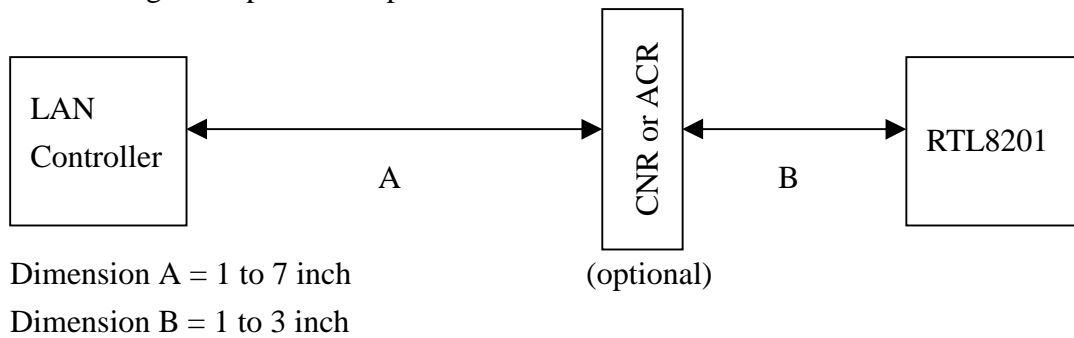 LAN
Controller
A
CNR or ACR
B
RTL8201
Dimension A = 1 to 7 inch
(optional)
Dimension B = 1 to 3 inch